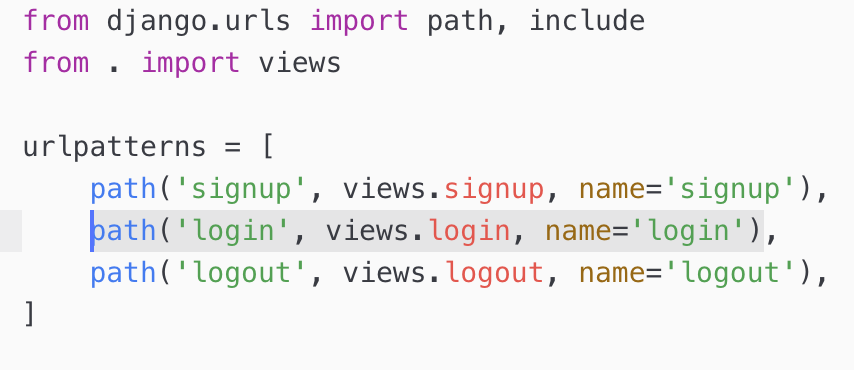 from django.urls import path, include
from . import views

urlpatterns = [
    path('signup', views.signup, name='signup'),
    path('login', views.login, name='login'),
    path('logout', views.logout, name='logout'),
]